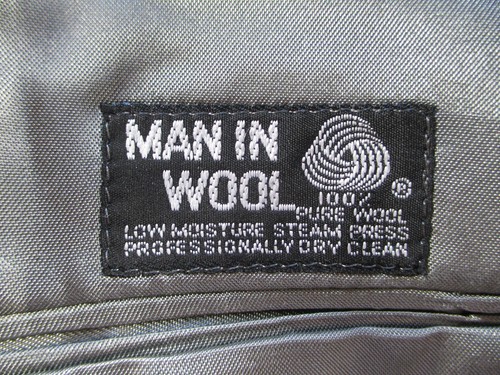 MAN IN
WOOL
100%
PURE WOOL
®
LOW MOISTURE STEAM PRESS
PROFESSIONALLY DRY CLEAN